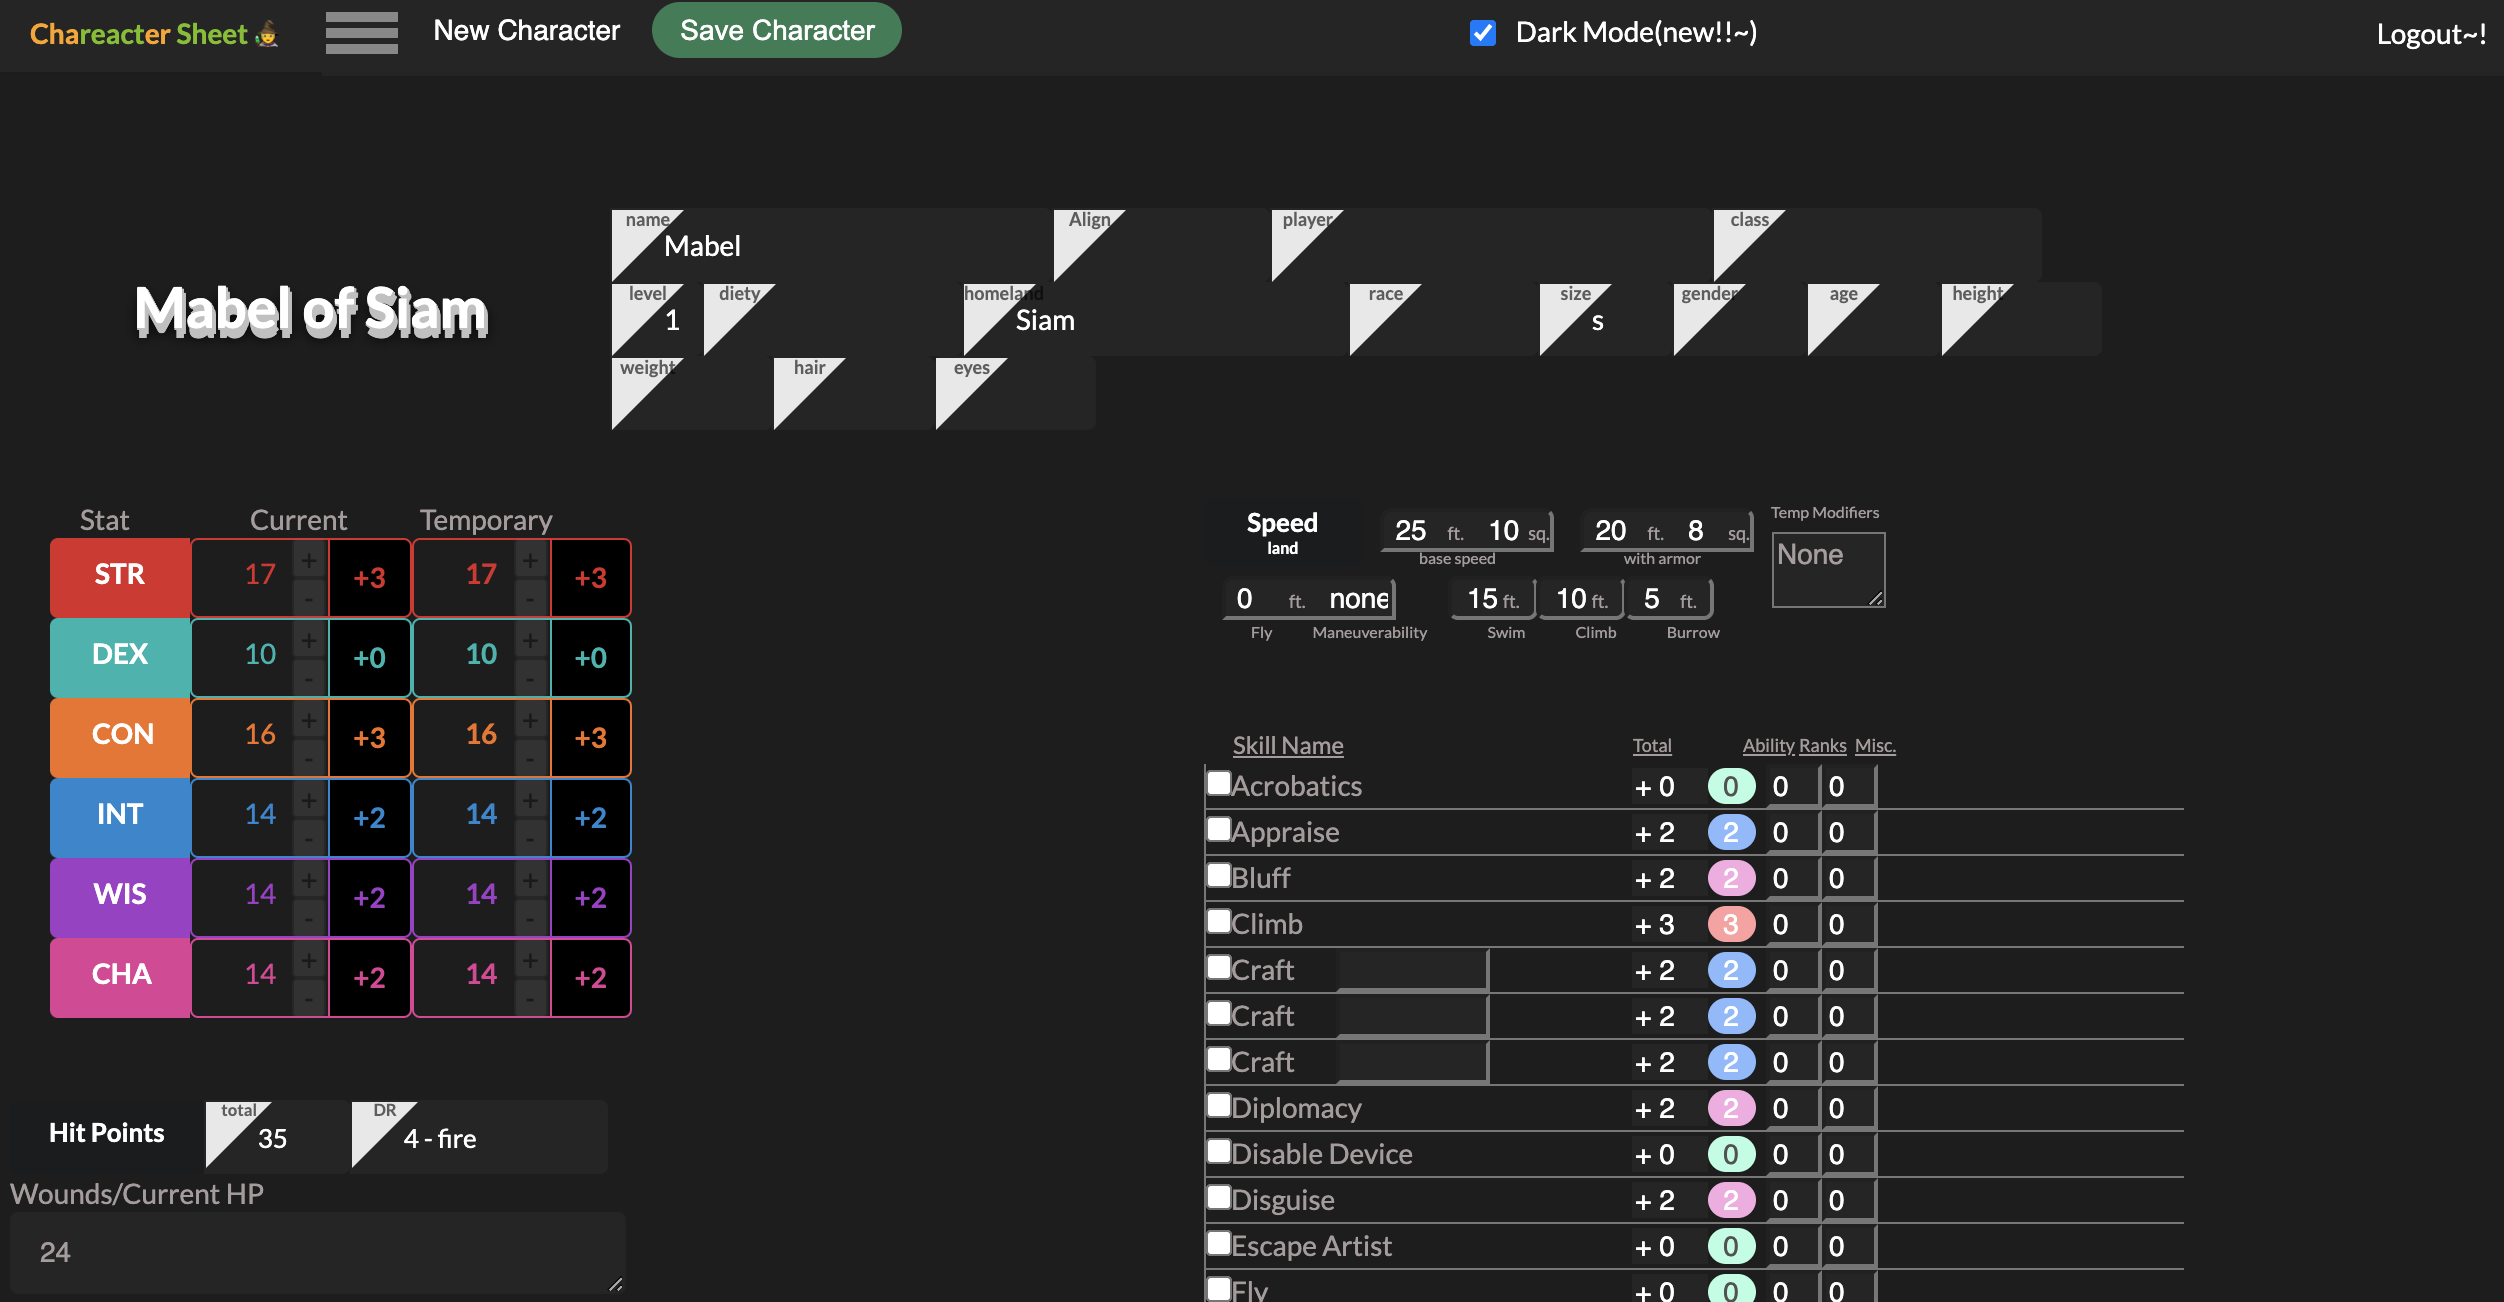 Chareacter Sheet
New Character
Save Character
Dark Mode(new!!~)
Logout~!
Mabel of Siam
name Mabel Align player class
level 1 diety homeland Siam race size s gender age height
weight hair eyes
Stat Current Temporary
STR 17 + - +3 17 + - +3
DEX 10 + - +0 10 + - +0
CON 16 + - +3 16 + - +3
INT 14 + - +2 14 + - +2
WIS 14 + - +2 14 + - +2
CHA 14 + - +2 14 + - +2
Hit Points total 35 DR 4 - fire
Wounds/Current HP
24
Speed
land
25 ft. 10 sq.
base speed
20 ft. 8 sq.
with armor
Temp Modifiers
None
0 ft. none 15 ft. 10 ft. 5 ft.
Fly Maneuverability Swim Climb Burrow
Skill Name Total Ability Ranks Misc.
Acrobatics + 0 0 0 0
Appraise + 2 2 0 0
Bluff + 2 2 0 0
Climb + 3 3 0 0
Craft + 2 2 0 0
Craft + 2 2 0 0
Craft + 2 2 0 0
Diplomacy + 2 2 0 0
Disable Device + 0 0 0 0
Disguise + 2 2 0 0
Escape Artist + 0 0 0 0
Fly + 0 0 0 0